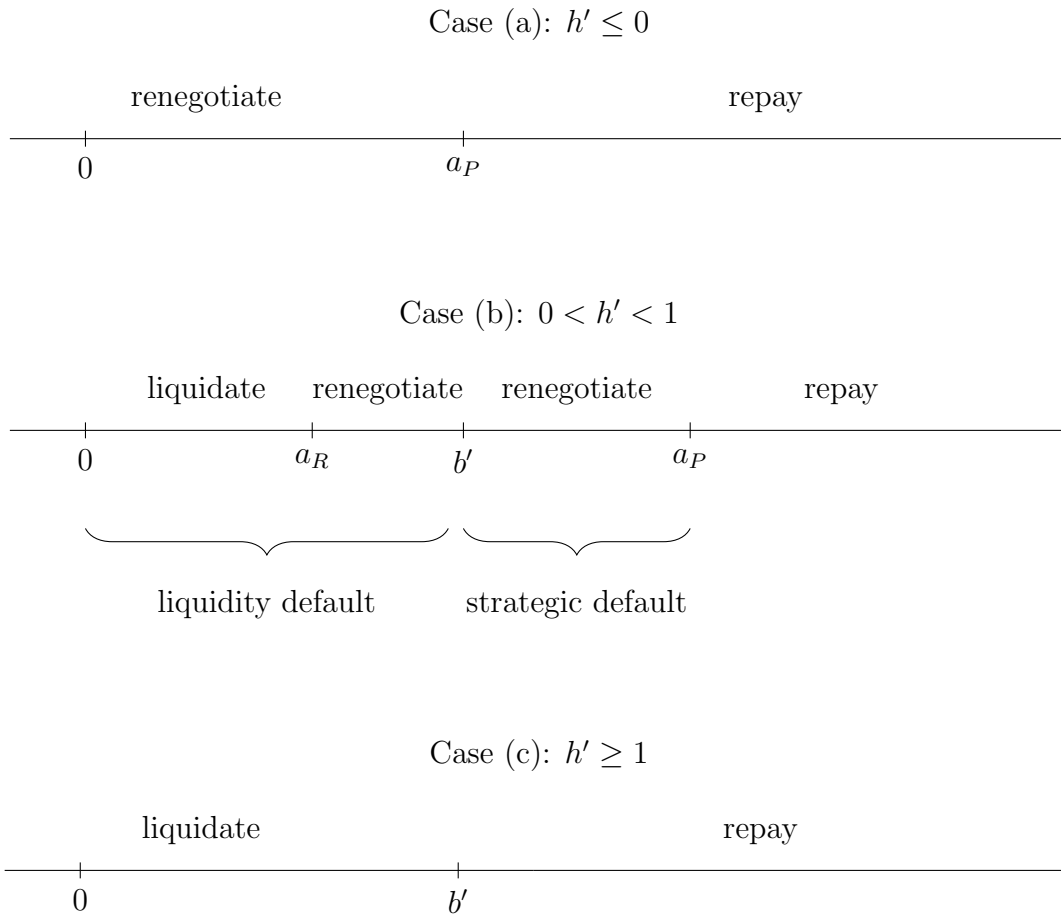 Case (a): h′ ≤ 0
renegotiate repay
0 a_P
Case (b): 0 < h′ < 1
liquidate renegotiate renegotiate repay
0 a_R b′ a_P
liquidity default strategic default
Case (c): h′ ≥ 1
liquidate repay
0 b′